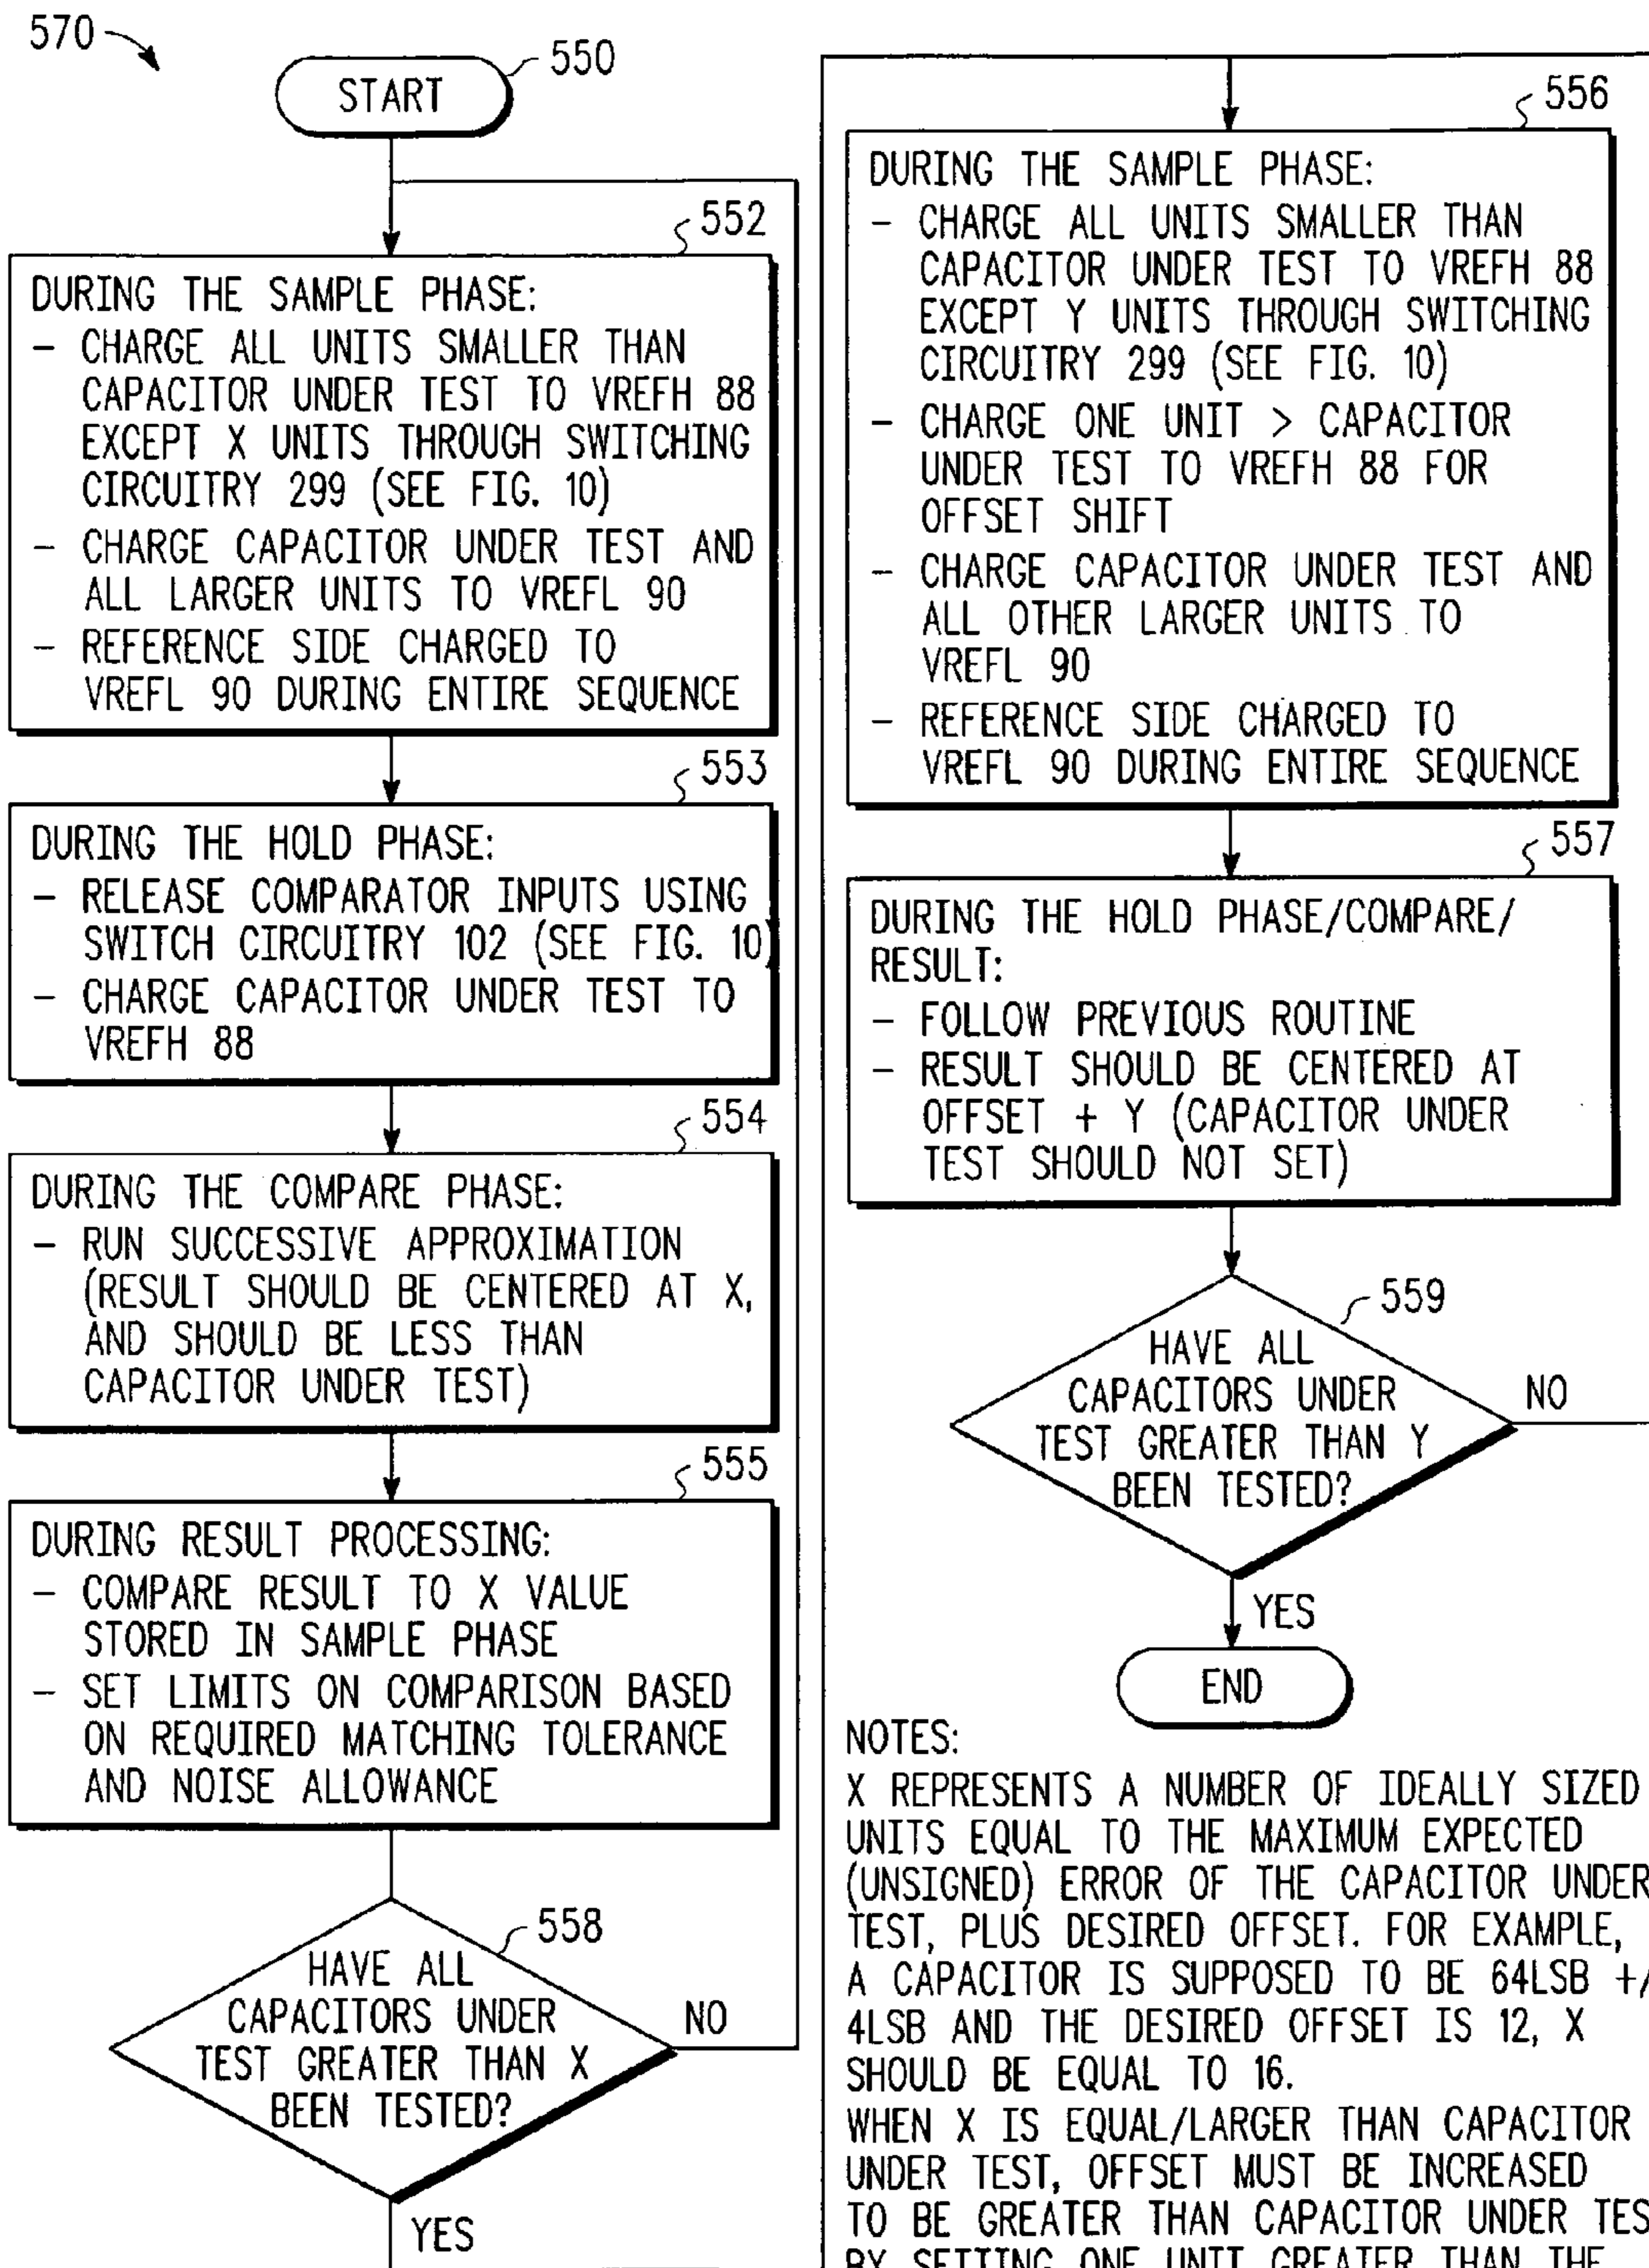 570
START
550
552
DURING THE SAMPLE PHASE:
- CHARGE ALL UNITS SMALLER THAN
CAPACITOR UNDER TEST TO VREFH 88
EXCEPT X UNITS THROUGH SWITCHING
CIRCUITRY 299 (SEE FIG. 10)
- CHARGE CAPACITOR UNDER TEST AND
ALL LARGER UNITS TO VREFL 90
- REFERENCE SIDE CHARGED TO
VREFL 90 DURING ENTIRE SEQUENCE
553
DURING THE HOLD PHASE:
- RELEASE COMPARATOR INPUTS USING
SWITCH CIRCUITRY 102 (SEE FIG. 10)
- CHARGE CAPACITOR UNDER TEST TO
VREFH 88
554
DURING THE COMPARE PHASE:
- RUN SUCCESSIVE APPROXIMATION
(RESULT SHOULD BE CENTERED AT X,
AND SHOULD BE LESS THAN
CAPACITOR UNDER TEST)
555
DURING RESULT PROCESSING:
- COMPARE RESULT TO X VALUE
STORED IN SAMPLE PHASE
- SET LIMITS ON COMPARISON BASED
ON REQUIRED MATCHING TOLERANCE
AND NOISE ALLOWANCE
558
HAVE ALL
CAPACITORS UNDER
TEST GREATER THAN X
BEEN TESTED?
NO
YES
556
DURING THE SAMPLE PHASE:
- CHARGE ALL UNITS SMALLER THAN
CAPACITOR UNDER TEST TO VREFH 88
EXCEPT Y UNITS THROUGH SWITCHING
CIRCUITRY 299 (SEE FIG. 10)
- CHARGE ONE UNIT > CAPACITOR
UNDER TEST TO VREFH 88 FOR
OFFSET SHIFT
- CHARGE CAPACITOR UNDER TEST AND
ALL OTHER LARGER UNITS TO
VREFL 90
- REFERENCE SIDE CHARGED TO
VREFL 90 DURING ENTIRE SEQUENCE
557
DURING THE HOLD PHASE/COMPARE/
RESULT:
- FOLLOW PREVIOUS ROUTINE
- RESULT SHOULD BE CENTERED AT
OFFSET + Y (CAPACITOR UNDER
TEST SHOULD NOT SET)
559
HAVE ALL
CAPACITORS UNDER
TEST GREATER THAN Y
BEEN TESTED?
NO
YES
END
NOTES:
X REPRESENTS A NUMBER OF IDEALLY SIZED
UNITS EQUAL TO THE MAXIMUM EXPECTED
(UNSIGNED) ERROR OF THE CAPACITOR UNDER
TEST, PLUS DESIRED OFFSET. FOR EXAMPLE,
A CAPACITOR IS SUPPOSED TO BE 64LSB +/
4LSB AND THE DESIRED OFFSET IS 12, X
SHOULD BE EQUAL TO 16.
WHEN X IS EQUAL/LARGER THAN CAPACITOR
UNDER TEST, OFFSET MUST BE INCREASED
TO BE GREATER THAN CAPACITOR UNDER TES
BY SETTING ONE UNIT GREATER THAN THE